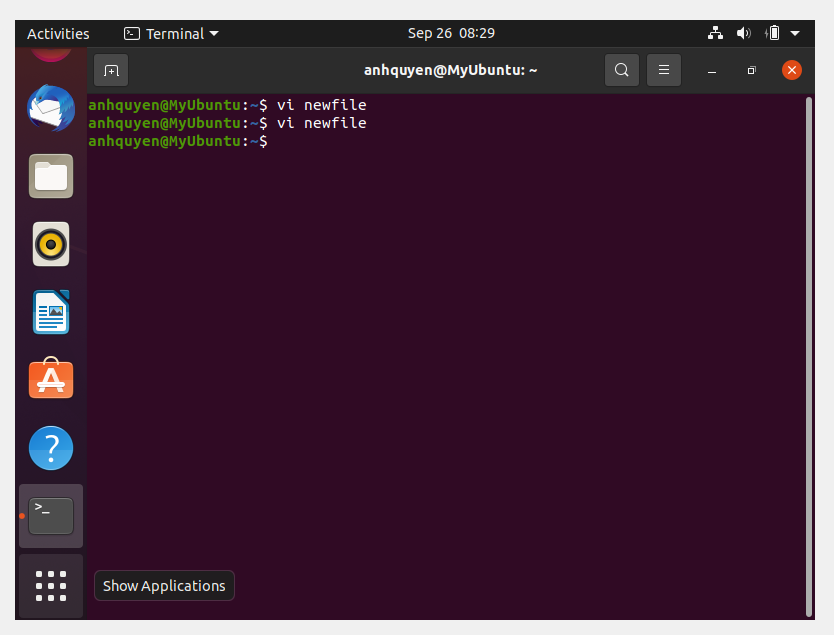 Activities Terminal Sep 26 08:29
anhquyen@MyUbuntu: ~
anhquyen@MyUbuntu:~$ vi newfile
anhquyen@MyUbuntu:~$ vi newfile
anhquyen@MyUbuntu:~$
?
>_
Show Applications